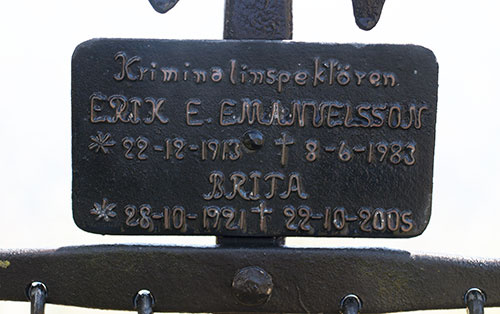 Kriminalinspektören
ERIK E. EMANUELSSON
* 22-12-1913 † 8-6-1983
BRITA
* 28-10-1921 † 22-10-2005